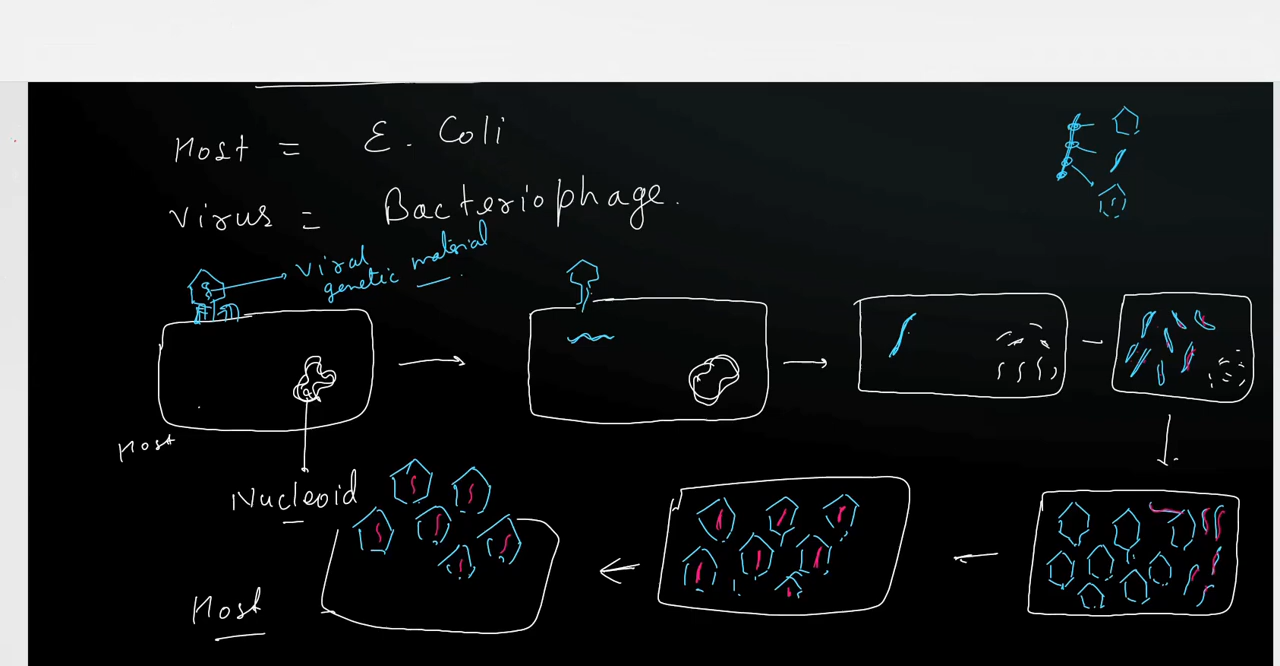 Host = E. Coli
Virus = Bacteriophage.
Viral genetic material
Host
Nucleoid
Host